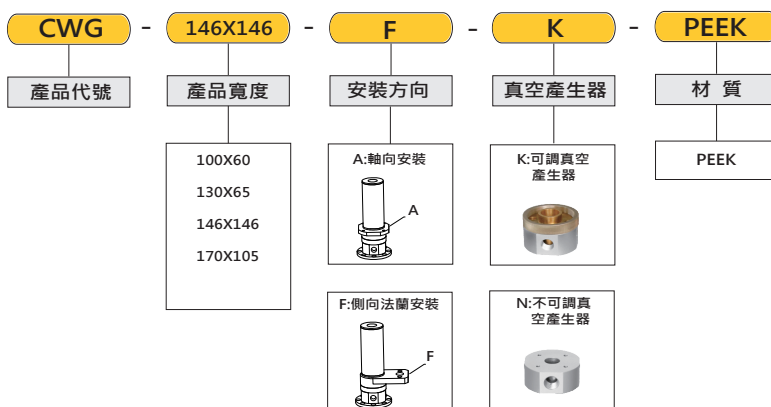 CWG - 146X146 - F - K - PEEK
產品代號
產品寬度
安裝方向
真空產生器
材 質
100X60
130X65
146X146
170X105
A:軸向安裝
A
F:側向法蘭安裝
F
K:可調真空
產生器
N:不可調真
空產生器
PEEK